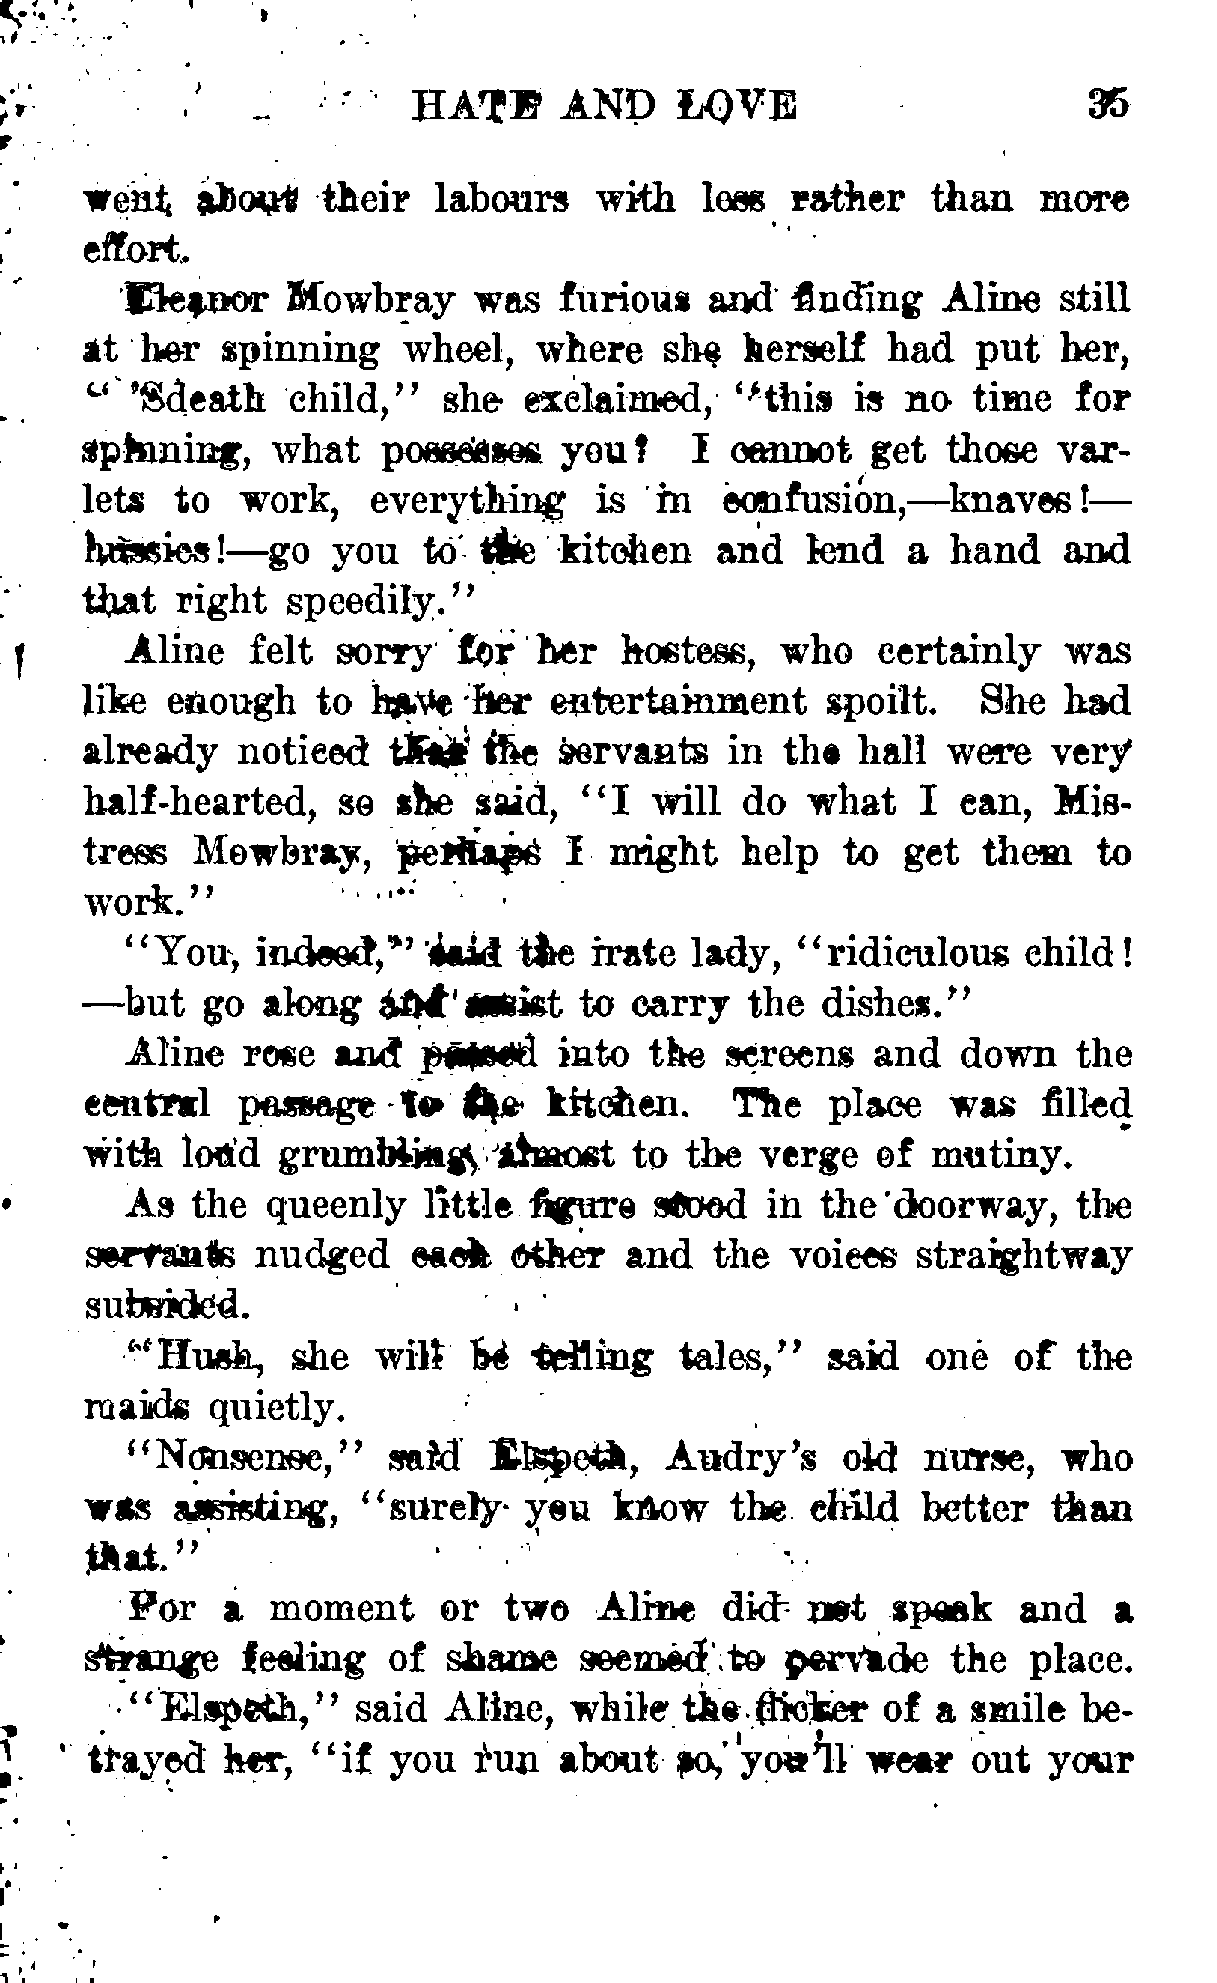 HATE AND LOVE 35
went about their labours with less rather than more
effort.
Eleanor Mowbray was furious and finding Aline still
at her spinning wheel, where she herself had put her,
"'Sdeath child," she exclaimed, "this is no time for
spinning, what possesses you? I cannot get those var-
lets to work, everything is in confusion,—knaves!—
hussies!—go you to the kitchen and lend a hand and
that right speedily."
Aline felt sorry for her hostess, who certainly was
like enough to have her entertainment spoilt. She had
already noticed that the servants in the hall were very
half-hearted, so she said, "I will do what I can, Mis-
tress Mowbray, perhaps I might help to get them to
work."
"You, indeed," said the irate lady, "ridiculous child!
—but go along and assist to carry the dishes."
Aline rose and passed into the screens and down the
central passage to the kitchen. The place was filled
with loud grumbling, almost to the verge of mutiny.
As the queenly little figure stood in the doorway, the
servants nudged each other and the voices straightway
subsided.
"Hush, she will be telling tales," said one of the
maids quietly.
"Nonsense," said Elspeth, Audry's old nurse, who
was assisting, "surely you know the child better than
that."
For a moment or two Aline did not speak and a
strange feeling of shame seemed to pervade the place.
"Elspeth," said Aline, while the flicker of a smile be-
trayed her, "if you run about so, you'll wear out your